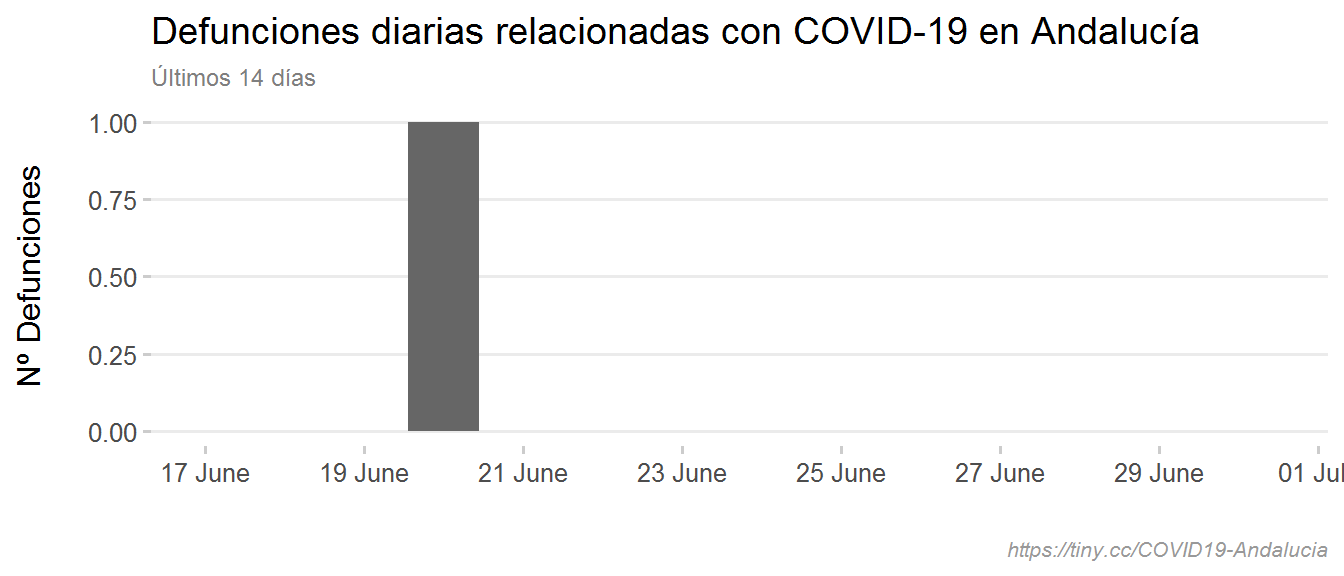 Defunciones diarias relacionadas con COVID-19 en Andalucía
Últimos 14 días
Nº Defunciones
1.00
0.75
0.50
0.25
0.00
17 June 19 June 21 June 23 June 25 June 27 June 29 June 01 Jul
https://tiny.cc/COVID19-Andalucia